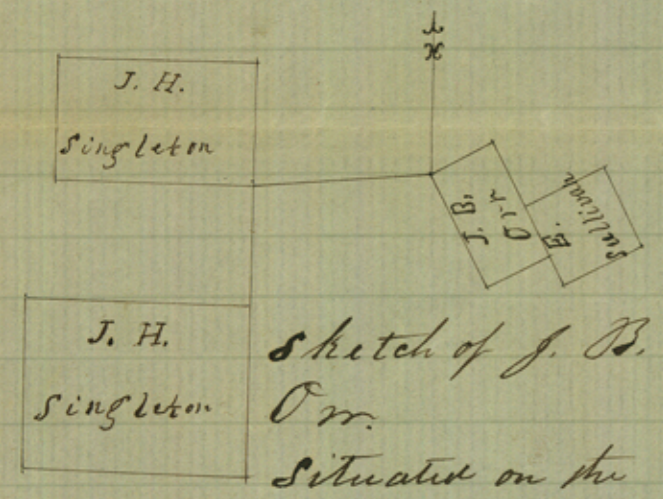 J. H.
Singleton
J. B.
Orr
E.
Sullivan
J. H.
Singleton
Sketch of J. B.
Orr.
Situated on the